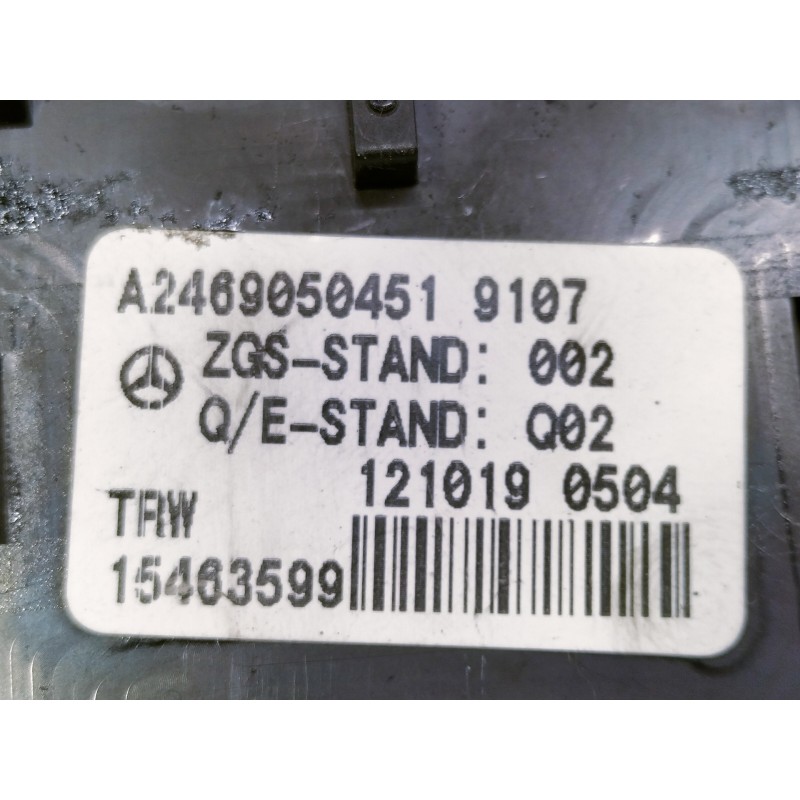 A2469050451 9107
ZGS-STAND: 002
Q/E-STAND: Q02
121019 0504
TRW
15463599